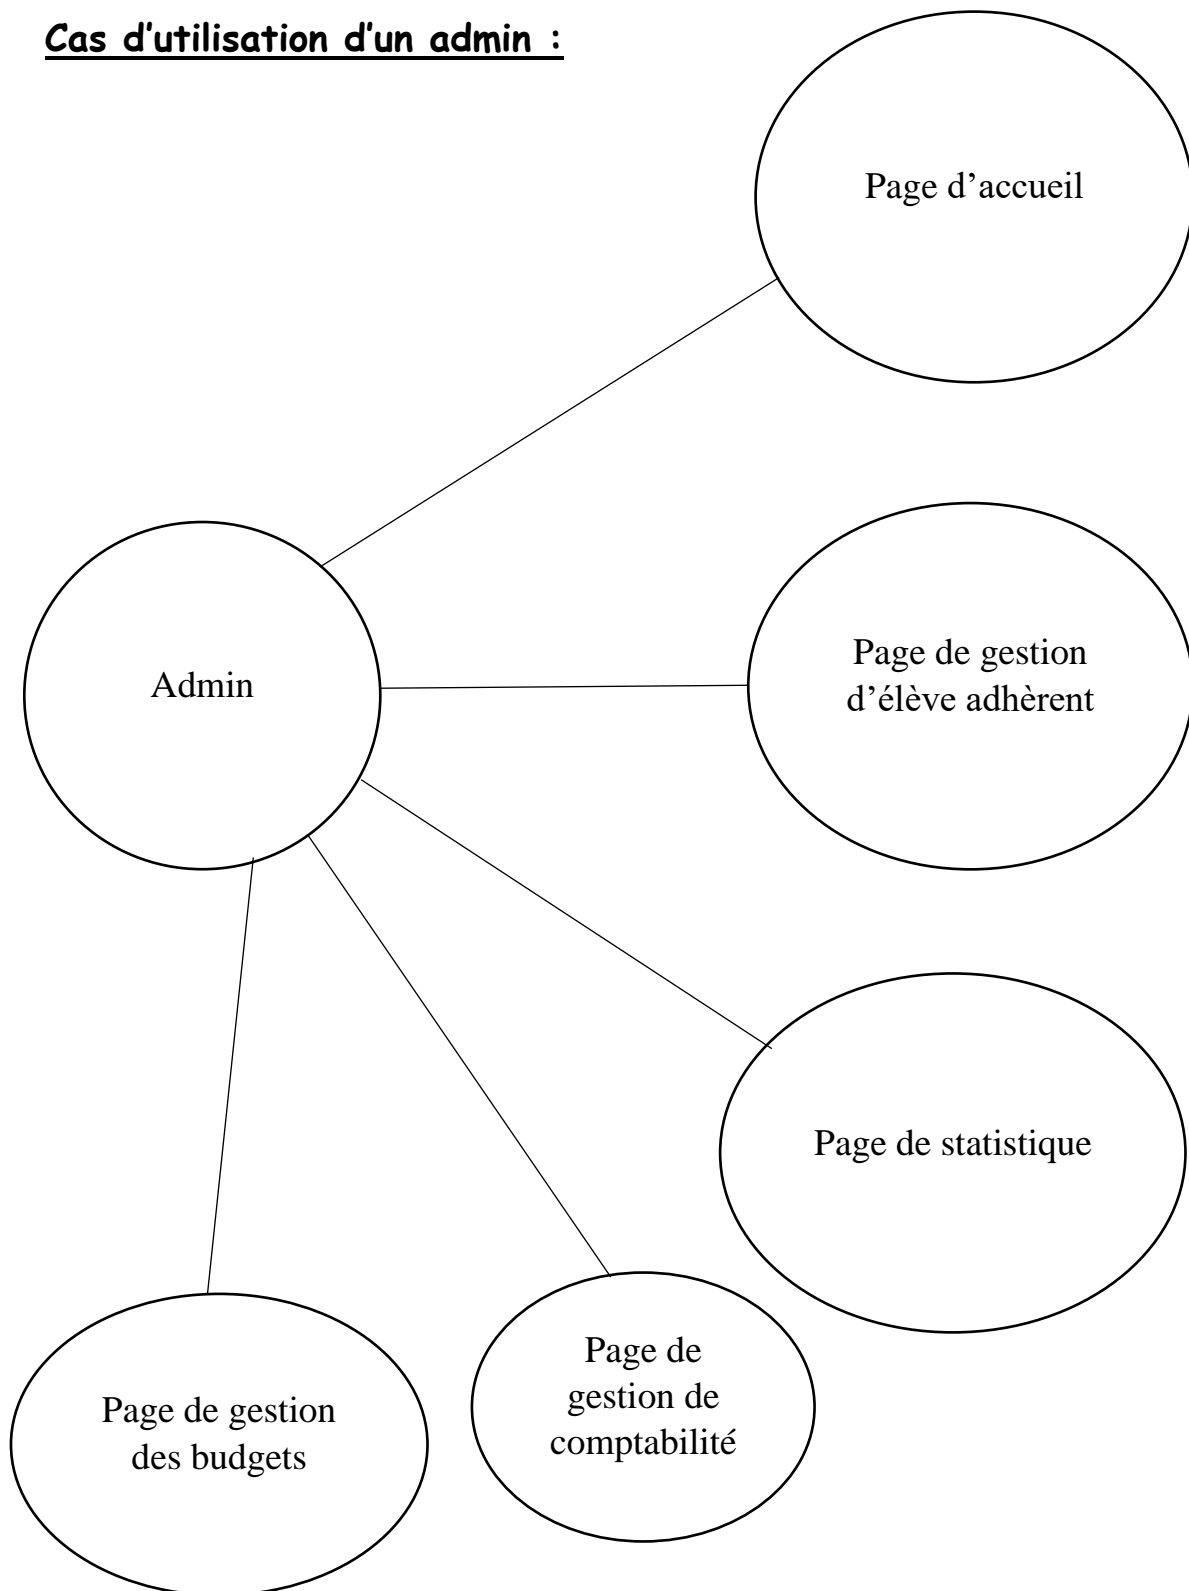 Cas d’utilisation d’un admin :
Page d’accueil
Admin
Page de gestion
d’élève adhèrent
Page de statistique
Page de
gestion de
comptabilité
Page de gestion
des budgets